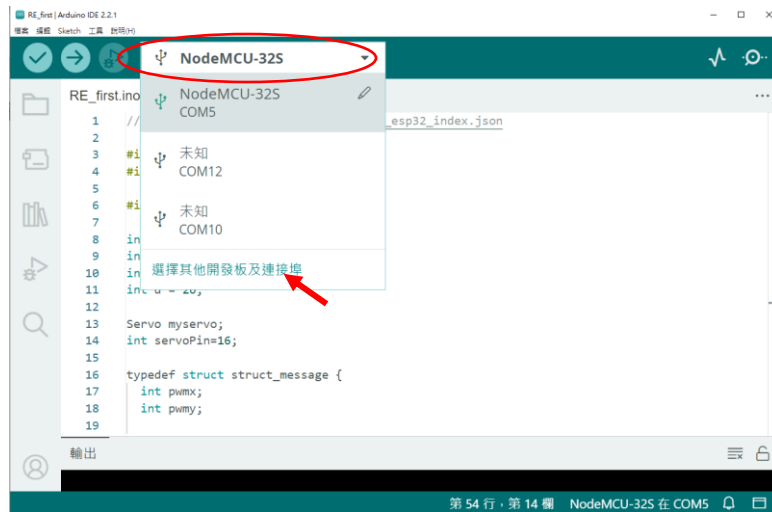 RE_first | Arduino IDE 2.2.1
檔案 編輯 Sketch 工具 說明(H)
NodeMCU-32S
RE_first.ino
NodeMCU-32S
COM5
未知
COM12
未知
COM10
選擇其他開發板及連接埠
1 // _esp32_index.json
2
3 #i
4 #i
5
6 #i
7
8 in
9 in
10 in
11 int d = 20;
12
13 Servo myservo;
14 int servoPin=16;
15
16 typedef struct struct_message {
17 int pwmx;
18 int pwmy;
19
輸出
第 54 行，第 14 欄 NodeMCU-32S 在 COM5